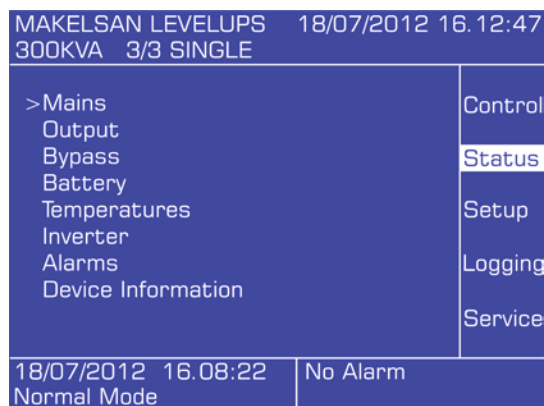 MAKELSAN LEVELUPS 18/07/2012 16.12:47
300KVA 3/3 SINGLE
>Mains
Output
Bypass
Battery
Temperatures
Inverter
Alarms
Device Information
Control
Status
Setup
Logging
Service
18/07/2012 16.08:22
Normal Mode
No Alarm